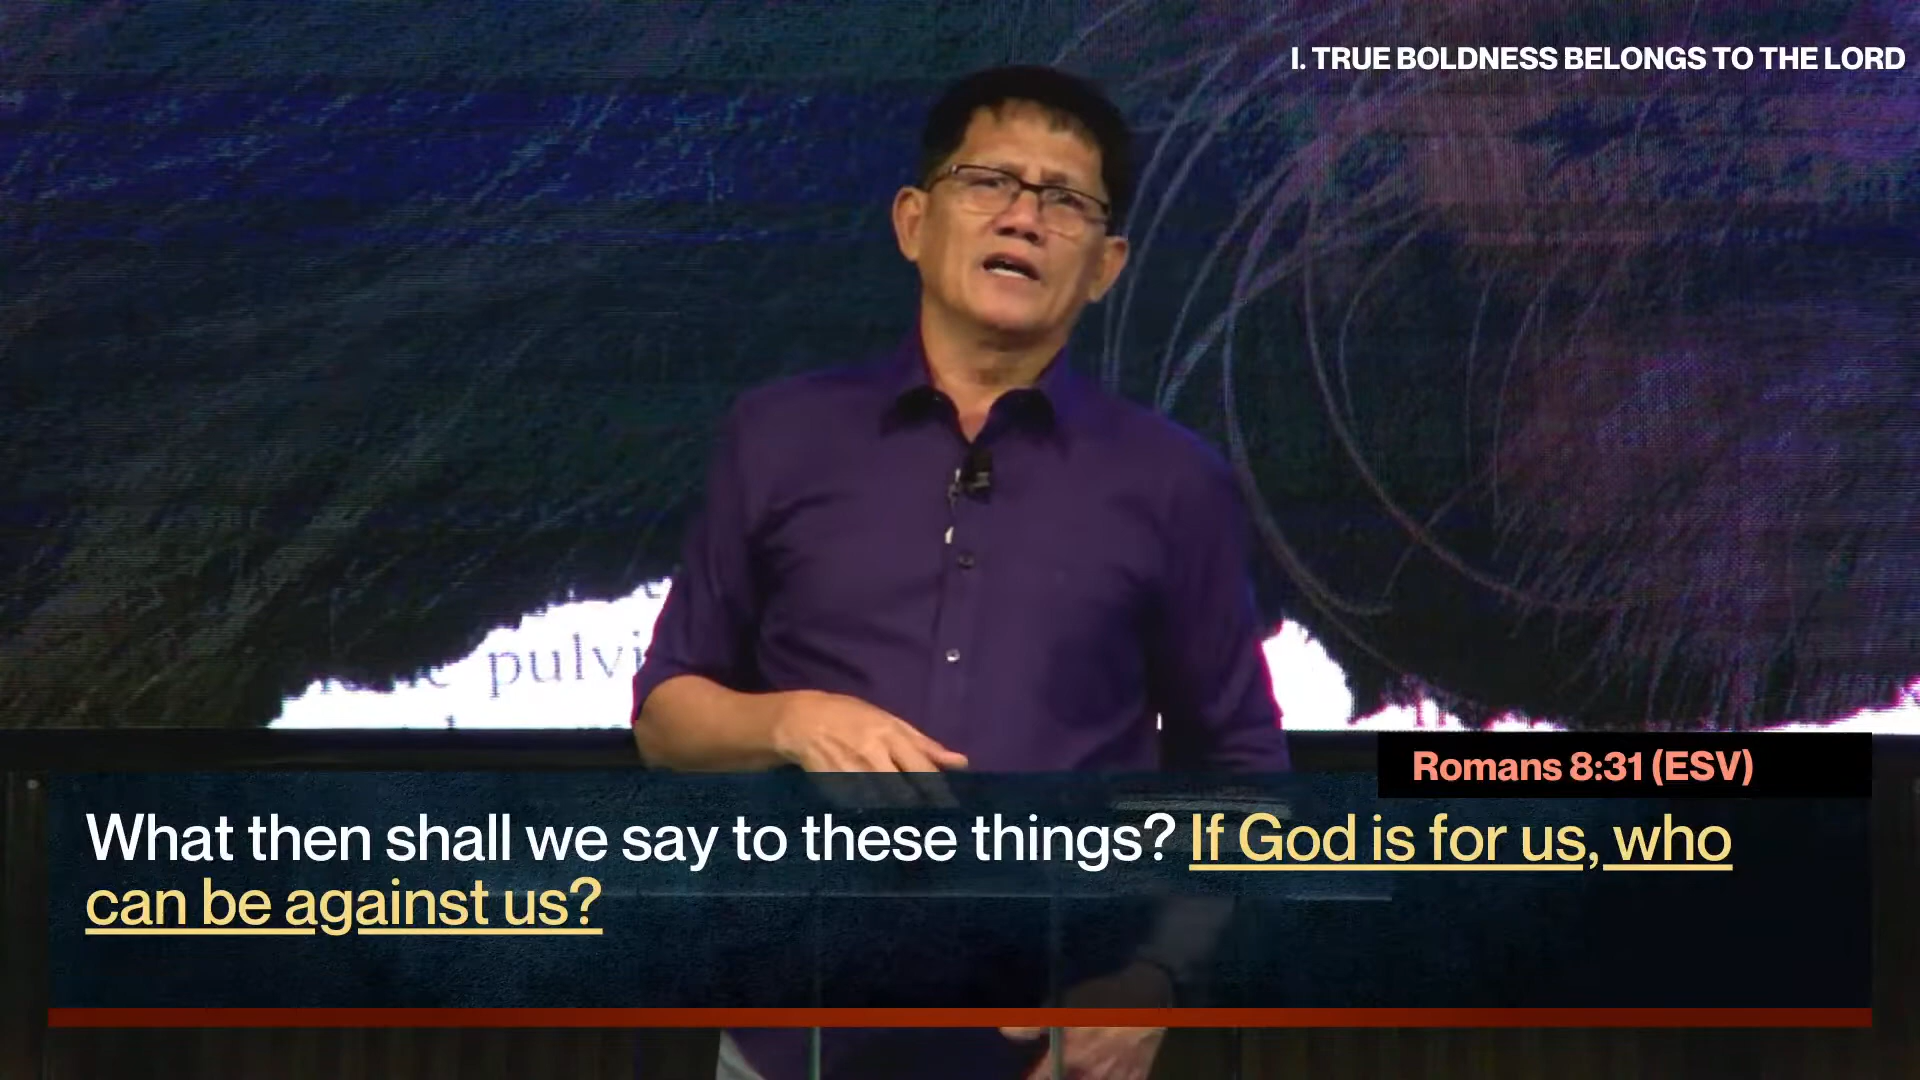 I. TRUE BOLDNESS BELONGS TO THE LORD
pulvi
Romans 8:31 (ESV)
What then shall we say to these things? If God is for us, who
can be against us?